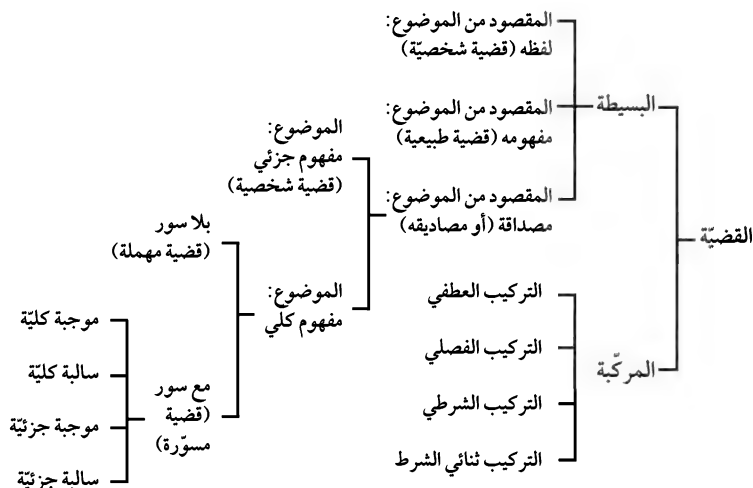 القضيّة
البسيطة
المقصود من الموضوع:
لفظه (قضية شخصيّة)
المقصود من الموضوع:
مفهومه (قضية طبيعية)
المقصود من الموضوع:
مصداقة (أو مصاديقه)
الموضوع:
مفهوم جزئي
(قضية شخصية)
الموضوع:
مفهوم كلي
بلا سور
(قضية مهملة)
مع سور
(قضية
مسوّرة)
موجبة كليّة
سالبة كليّة
موجبة جزئيّة
سالبة جزئيّة
المركّبة
التركيب العطفي
التركيب الفصلي
التركيب الشرطي
التركيب ثنائي الشرط